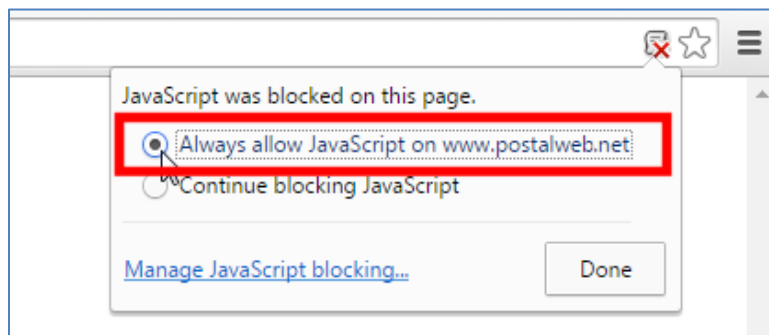 JavaScript was blocked on this page.
Always allow JavaScript on www.postalweb.net
Continue blocking JavaScript
Manage JavaScript blocking...
Done